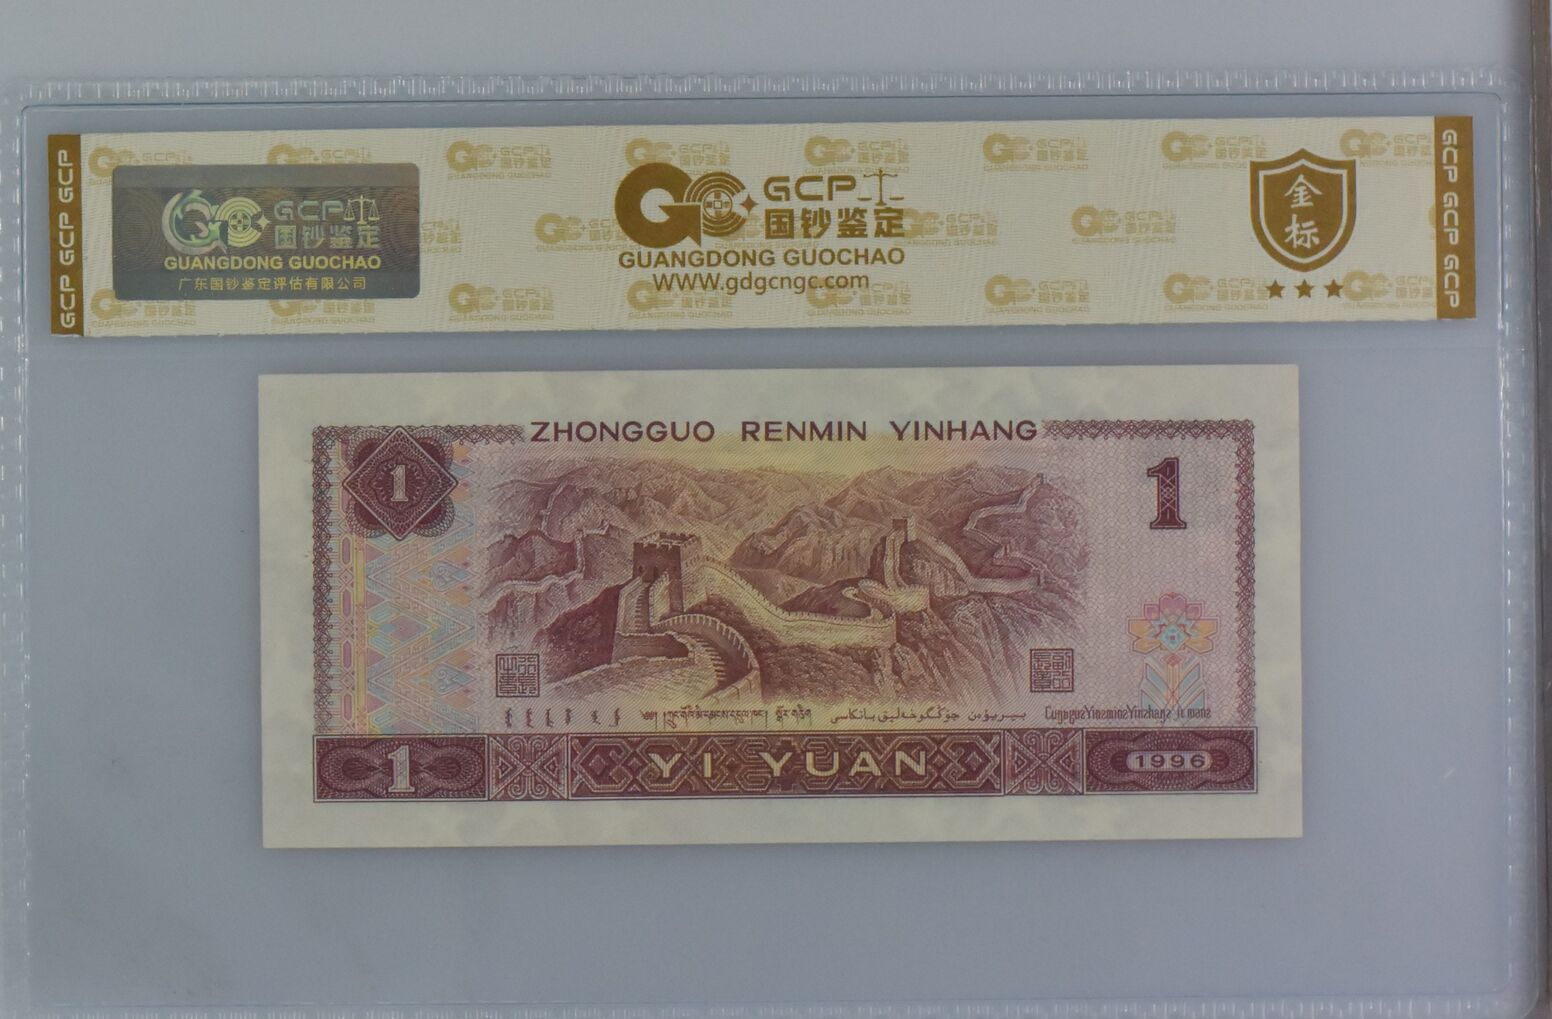 GCP GCP GCP
GCP
国钞鉴定
GUANGDONG GUOCHAO
广东国钞鉴定评估有限公司
GCP
国钞鉴定
GUANGDONG GUOCHAO
WWW.gdgcngc.com
金标
GCP GCP GCP
ZHONGGUO RENMIN YINHANG
1
1
1
YI YUAN
1996